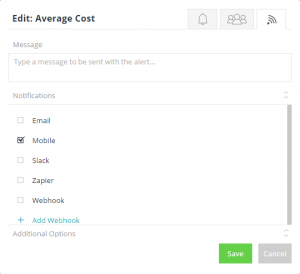 Edit: Average Cost
Message
Type a message to be sent with the alert...
Notifications
Email
Mobile
Slack
Zapier
Webhook
+ Add Webhook
Additional Options
Save Cancel